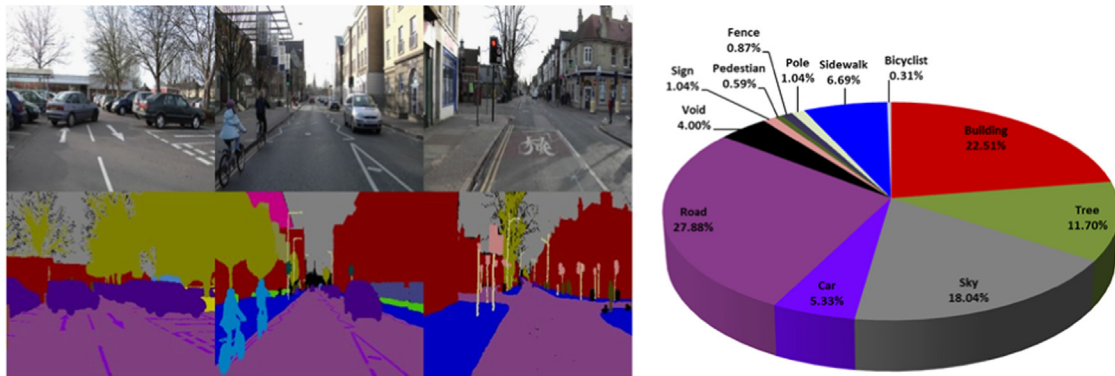 Fence
0.87%
Pole
1.04%
Sidewalk
6.69%
Bicyclist
0.31%
Sign
1.04%
Pedestian
0.59%
Void
4.00%
Building
22.51%
Road
27.88%
Tree
11.70%
Car
5.33%
Sky
18.04%